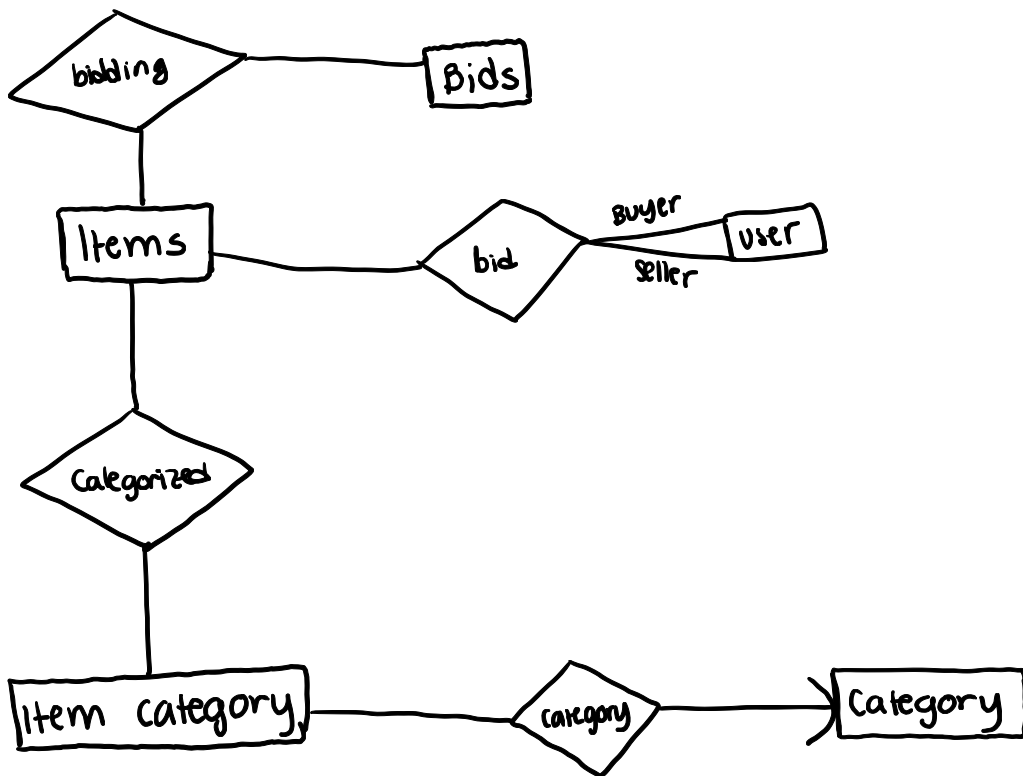 bidding
Bids
Items
bid
Buyer
Seller
user
Categorized
Item category
category
Category